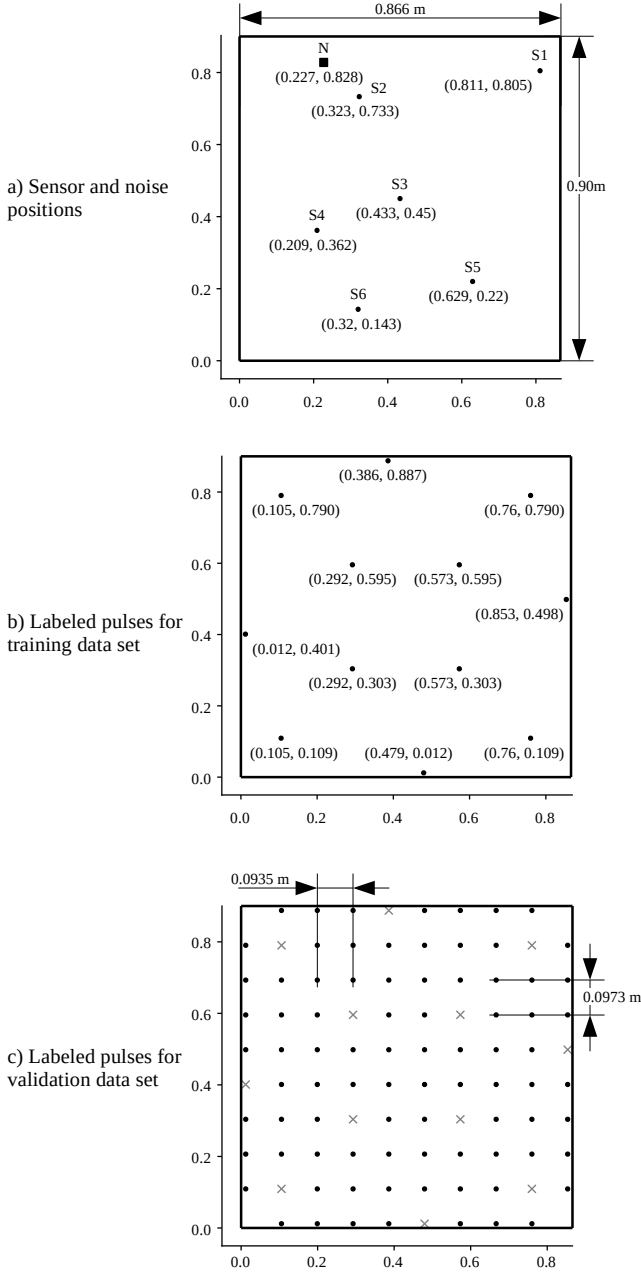 0.866 m
N
S1
0.8
(0.227, 0.828)
S2
(0.811, 0.805)
(0.323, 0.733)
0.6
a) Sensor and noise
positions
S3
0.90m
S4
(0.433, 0.45)
0.4
(0.209, 0.362)
S5
0.2
S6
(0.629, 0.22)
(0.32, 0.143)
0.0
0.0 0.2 0.4 0.6 0.8
(0.386, 0.887)
0.8
(0.105, 0.790) (0.76, 0.790)
0.6
(0.292, 0.595) (0.573, 0.595)
b) Labeled pulses for
training data set
(0.853, 0.498)
0.4
(0.012, 0.401)
(0.292, 0.303) (0.573, 0.303)
0.2
(0.105, 0.109) (0.479, 0.012) (0.76, 0.109)
0.0
0.0 0.2 0.4 0.6 0.8
0.0935 m
0.8
0.0973 m
0.6
c) Labeled pulses for
validation data set
0.4
0.2
0.0
0.0 0.2 0.4 0.6 0.8